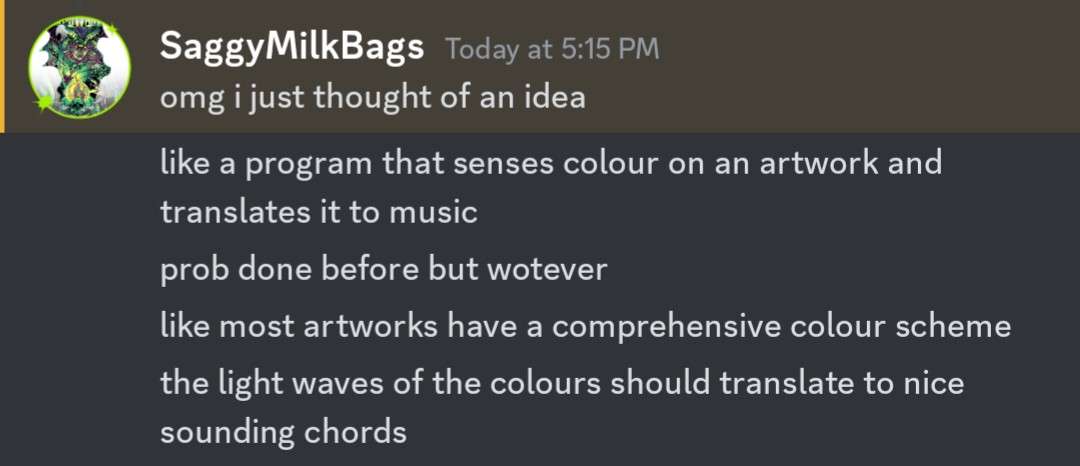 SaggyMilkBags Today at 5:15 PM
omg i just thought of an idea
like a program that senses colour on an artwork and
translates it to music
prob done before but wotever
like most artworks have a comprehensive colour scheme
the light waves of the colours should translate to nice
sounding chords